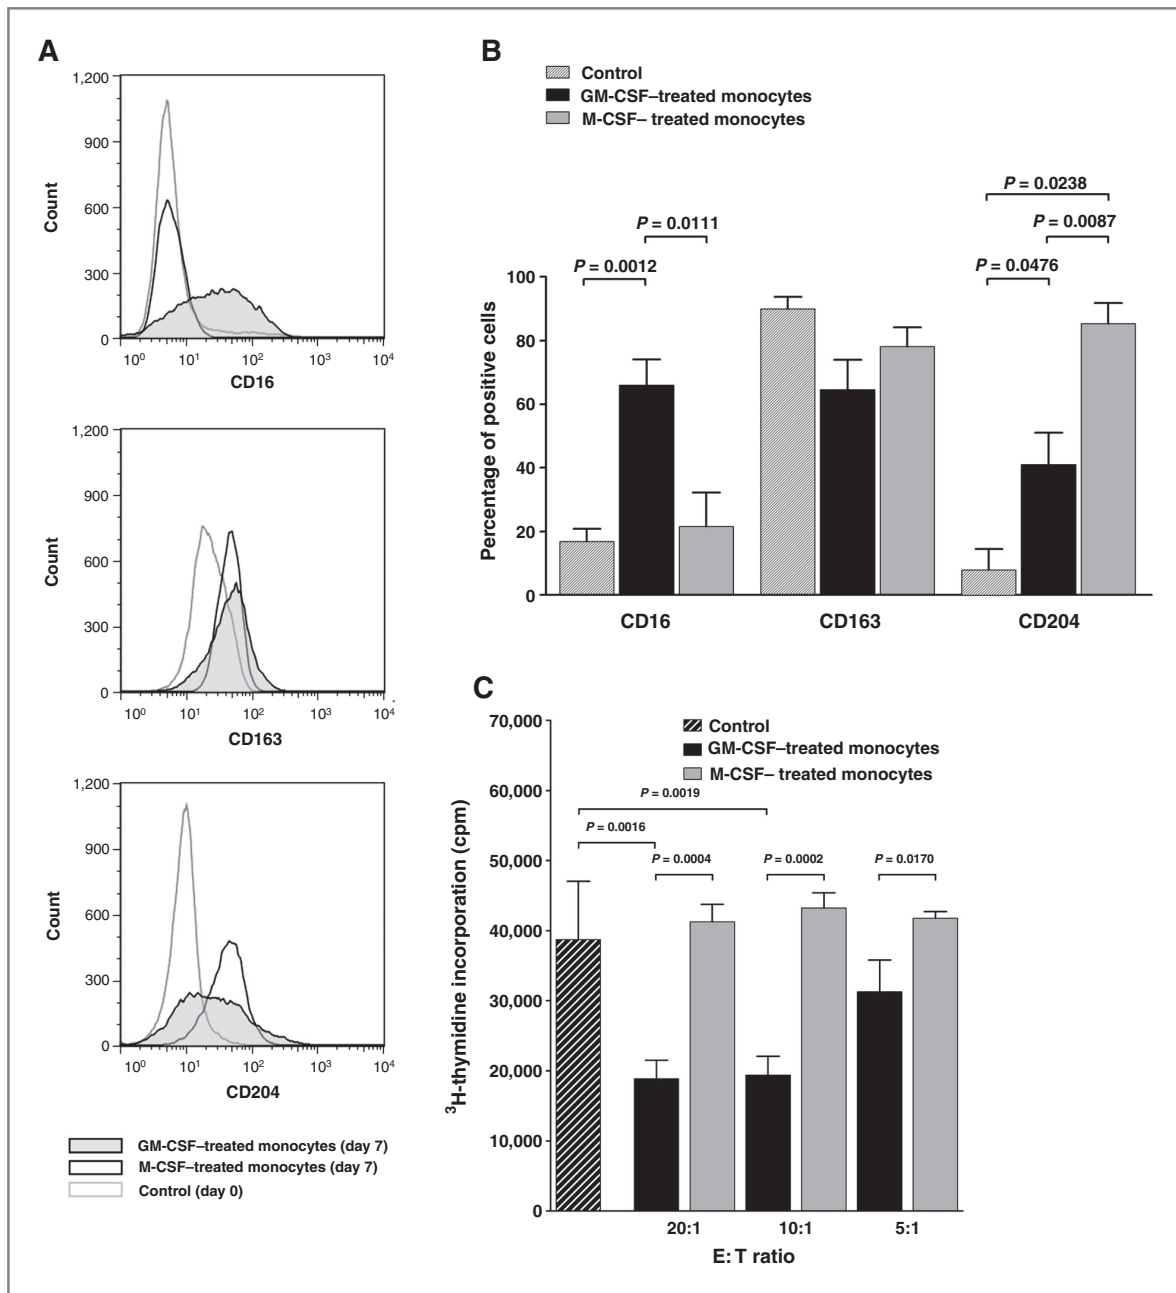 A
1,200
900
600
300
0
Count
10⁰ 10¹ 10² 10³ 10⁴
CD16
1,200
900
600
300
0
Count
10⁰ 10¹ 10² 10³ 10⁴
CD163
1,200
900
600
300
0
Count
10⁰ 10¹ 10² 10³ 10⁴
CD204
GM-CSF–treated monocytes (day 7)
M-CSF–treated monocytes (day 7)
Control (day 0)
B
Control
GM-CSF–treated monocytes
M-CSF– treated monocytes
P = 0.0238
P = 0.0111
P = 0.0087
P = 0.0012
P = 0.0476
100
80
60
40
20
0
Percentage of positive cells
CD16 CD163 CD204
C
Control
GM-CSF–treated monocytes
M-CSF– treated monocytes
70,000
60,000
50,000
40,000
30,000
20,000
10,000
0
³H-thymidine incorporation (cpm)
P = 0.0019
P = 0.0016
P = 0.0004
P = 0.0002
P = 0.0170
20:1 10:1 5:1
E:T ratio